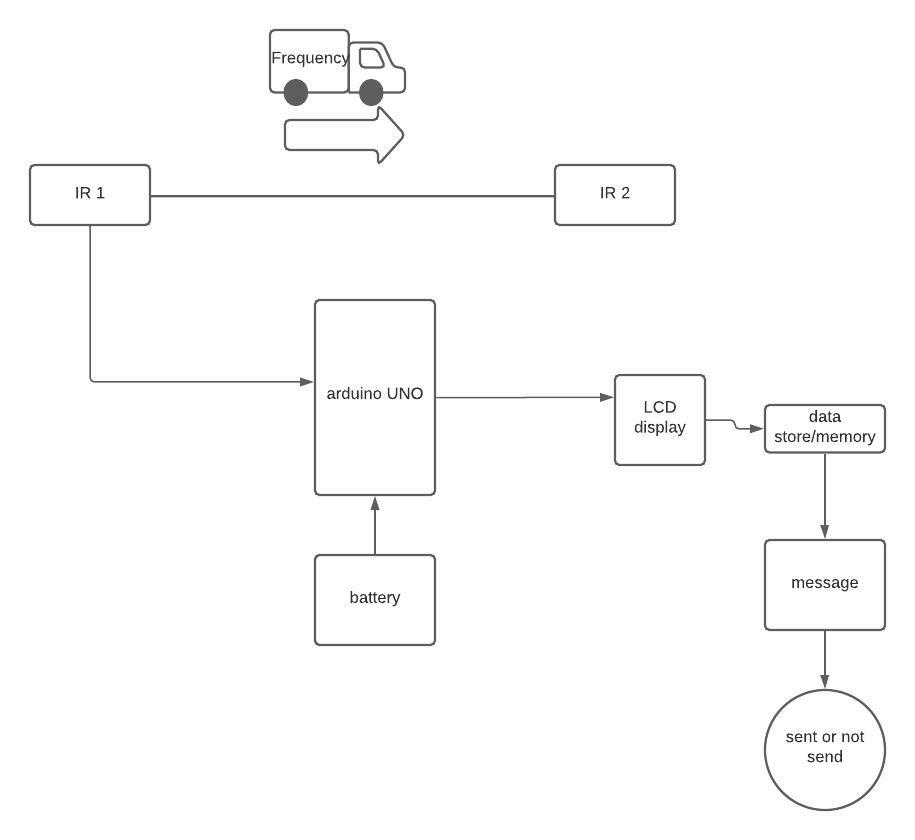 Frequency
IR 1
IR 2
arduino UNO
LCD
display
data
store/memory
battery
message
sent or not
send